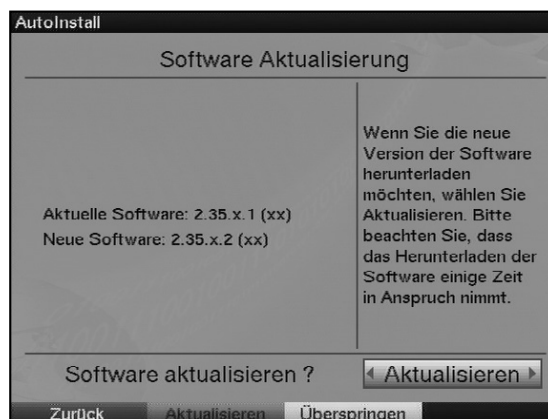 AutoInstall
Software Aktualisierung
Aktuelle Software: 2.35.x.1 (xx)
Neue Software: 2.35.x.2 (xx)
Wenn Sie die neue
Version der Software
herunterladen
möchten, wählen Sie
Aktualisieren. Bitte
beachten Sie, dass
das Herunterladen der
Software einige Zeit
in Anspruch nimmt.
Software aktualisieren ?
Aktualisieren
Zurück Aktualisieren Überspringen